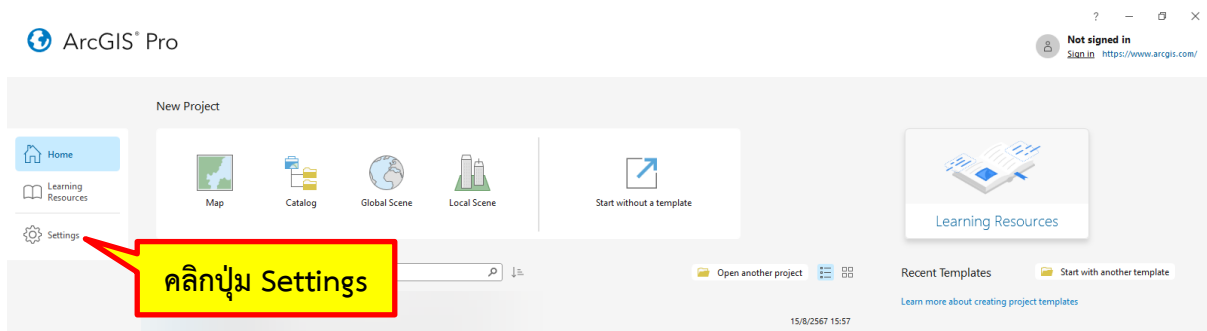 ArcGIS® Pro
?
Not signed in
Sign in https://www.arcgis.com/
New Project
Home
Learning
Resources
Settings
Map
Catalog
Global Scene
Local Scene
Start without a template
Learning Resources
คลิกปุ่ม Settings
Open another project
Recent Templates
Start with another template
Learn more about creating project templates
15/8/2567 15:57